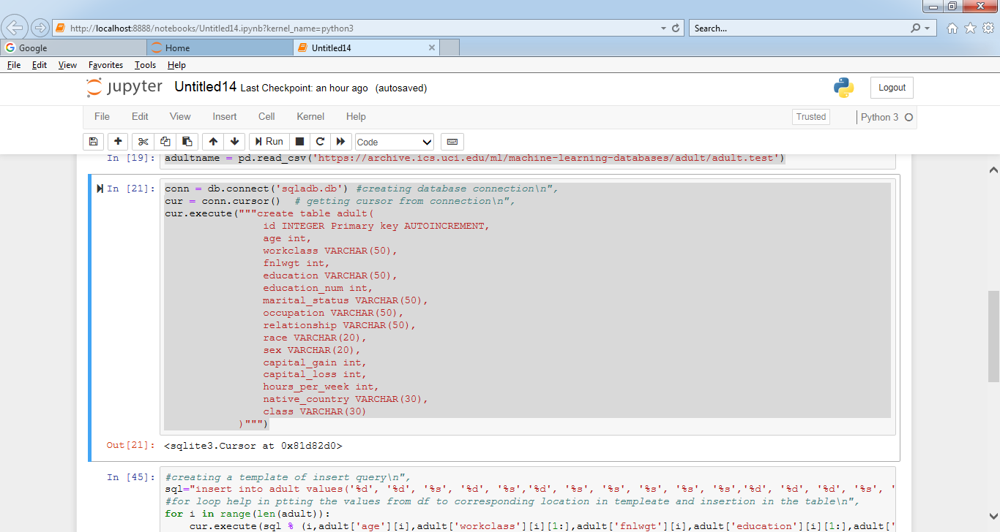 http://localhost:8888/notebooks/Untitled14.ipynb?kernel_name=python3
Search...
Google
Home
Untitled14
File Edit View Favorites Tools Help
jupyter Untitled14 Last Checkpoint: an hour ago (autosaved)
Logout
File Edit View Insert Cell Kernel Help
Trusted
Python 3
Run
Code
In [19]: adultname = pd.read_csv('https://archive.ics.uci.edu/ml/machine-learning-databases/adult/adult.test')
In [21]: conn = db.connect('sqladb.db') #creating database connection\n",
cur = conn.cursor() # getting cursor from connection\n",
cur.execute("""create table adult(
id INTEGER Primary key AUTOINCREMENT,
age int,
workclass VARCHAR(50),
fnlwgt int,
education VARCHAR(50),
education_num int,
marital_status VARCHAR(50),
occupation VARCHAR(50),
relationship VARCHAR(50),
race VARCHAR(20),
sex VARCHAR(20),
capital_gain int,
capital_loss int,
hours_per_week int,
native_country VARCHAR(30),
class VARCHAR(30)
)""")
Out[21]: <sqlite3.Cursor at 0x81d82d0>
In [45]: #creating a template of insert query\n",
sql="insert into adult values('%d', '%d', '%s', '%d', '%s','%d', '%s', '%s', '%s', '%s', '%s','%d', '%d', '%d', '%s', '
#for loop help in ptting the values from df to corresponding location in templeate and insertion in the table\n",
for i in range(len(adult)):
cur.execute(sql % (i,adult['age'][i],adult['workclass'][i][1:],adult['fnlwgt'][i],adult['education'][i][1:],adult['